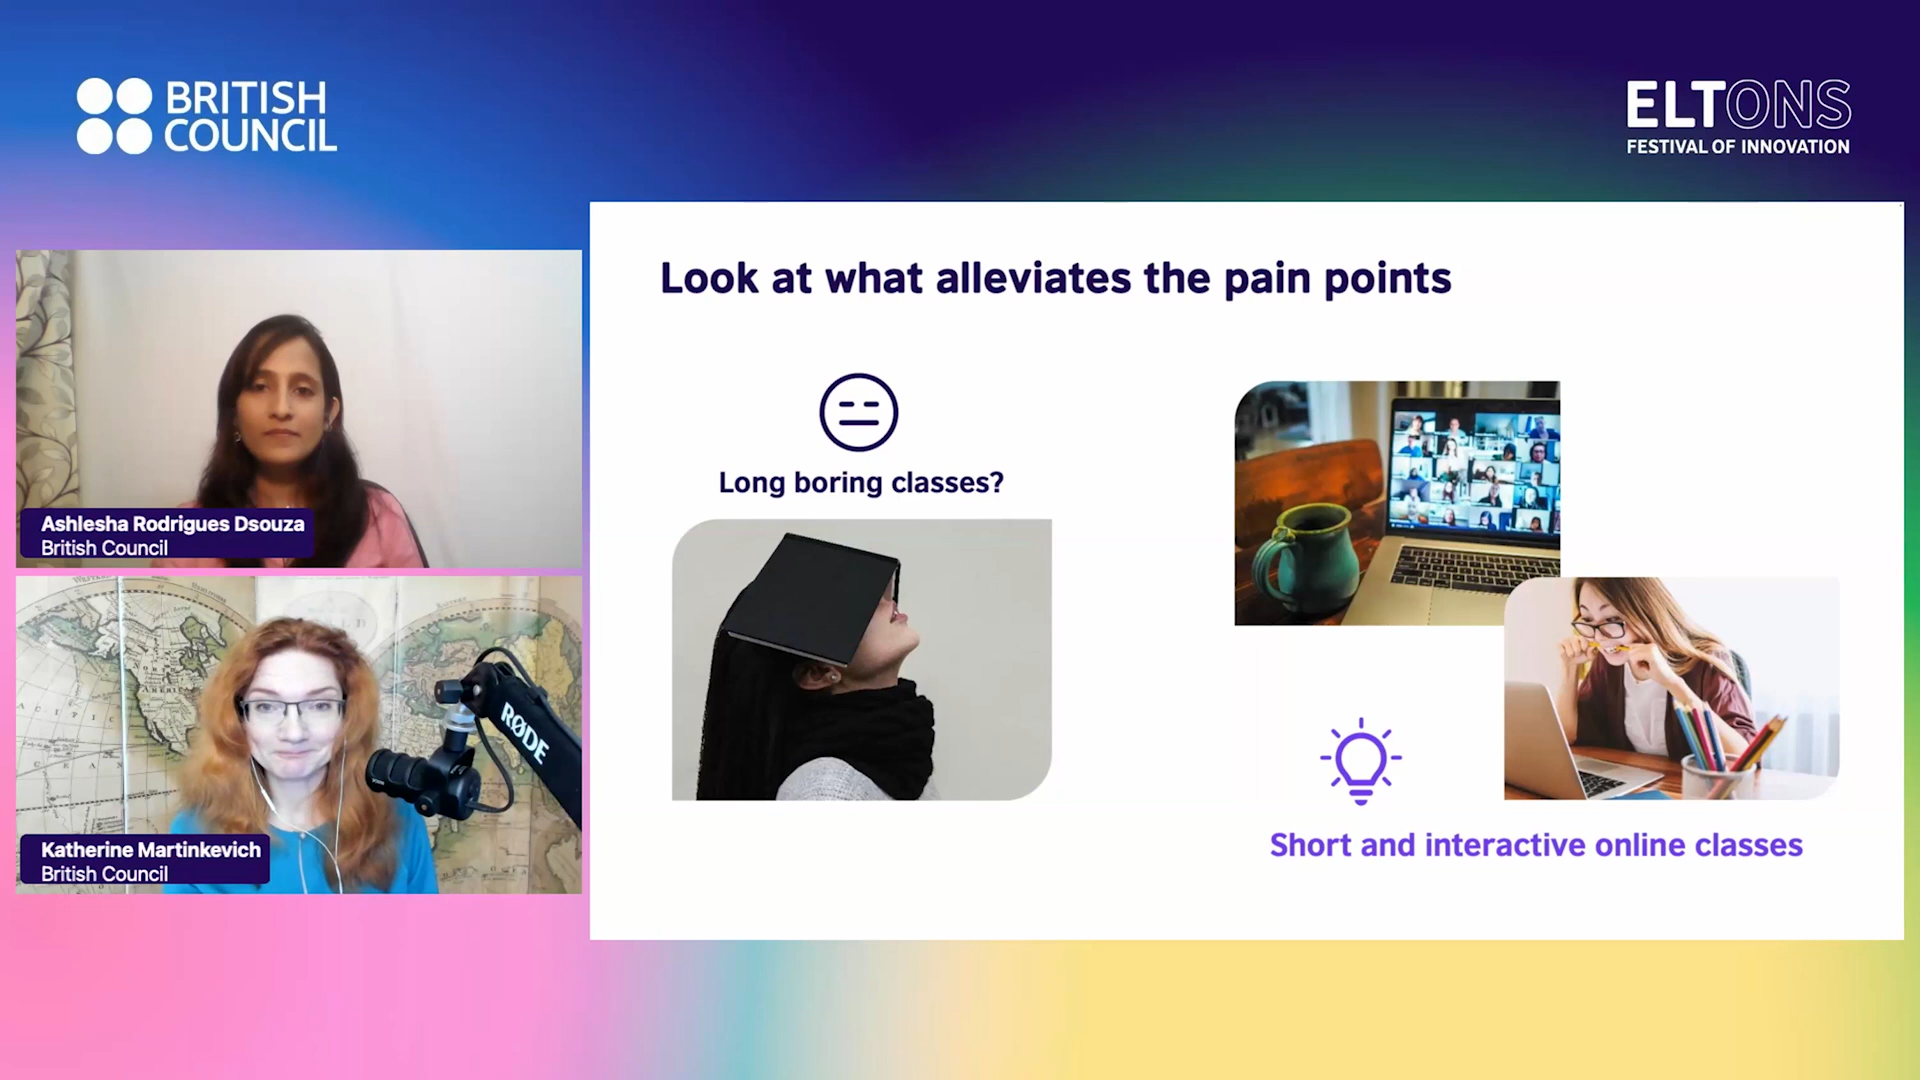 BRITISH
COUNCIL
ELTONS
FESTIVAL OF INNOVATION
Look at what alleviates the pain points
Long boring classes?
Short and interactive online classes
Ashlesha Rodrigues Dsouza
British Council
RØDE
Katherine Martinkevich
British Council